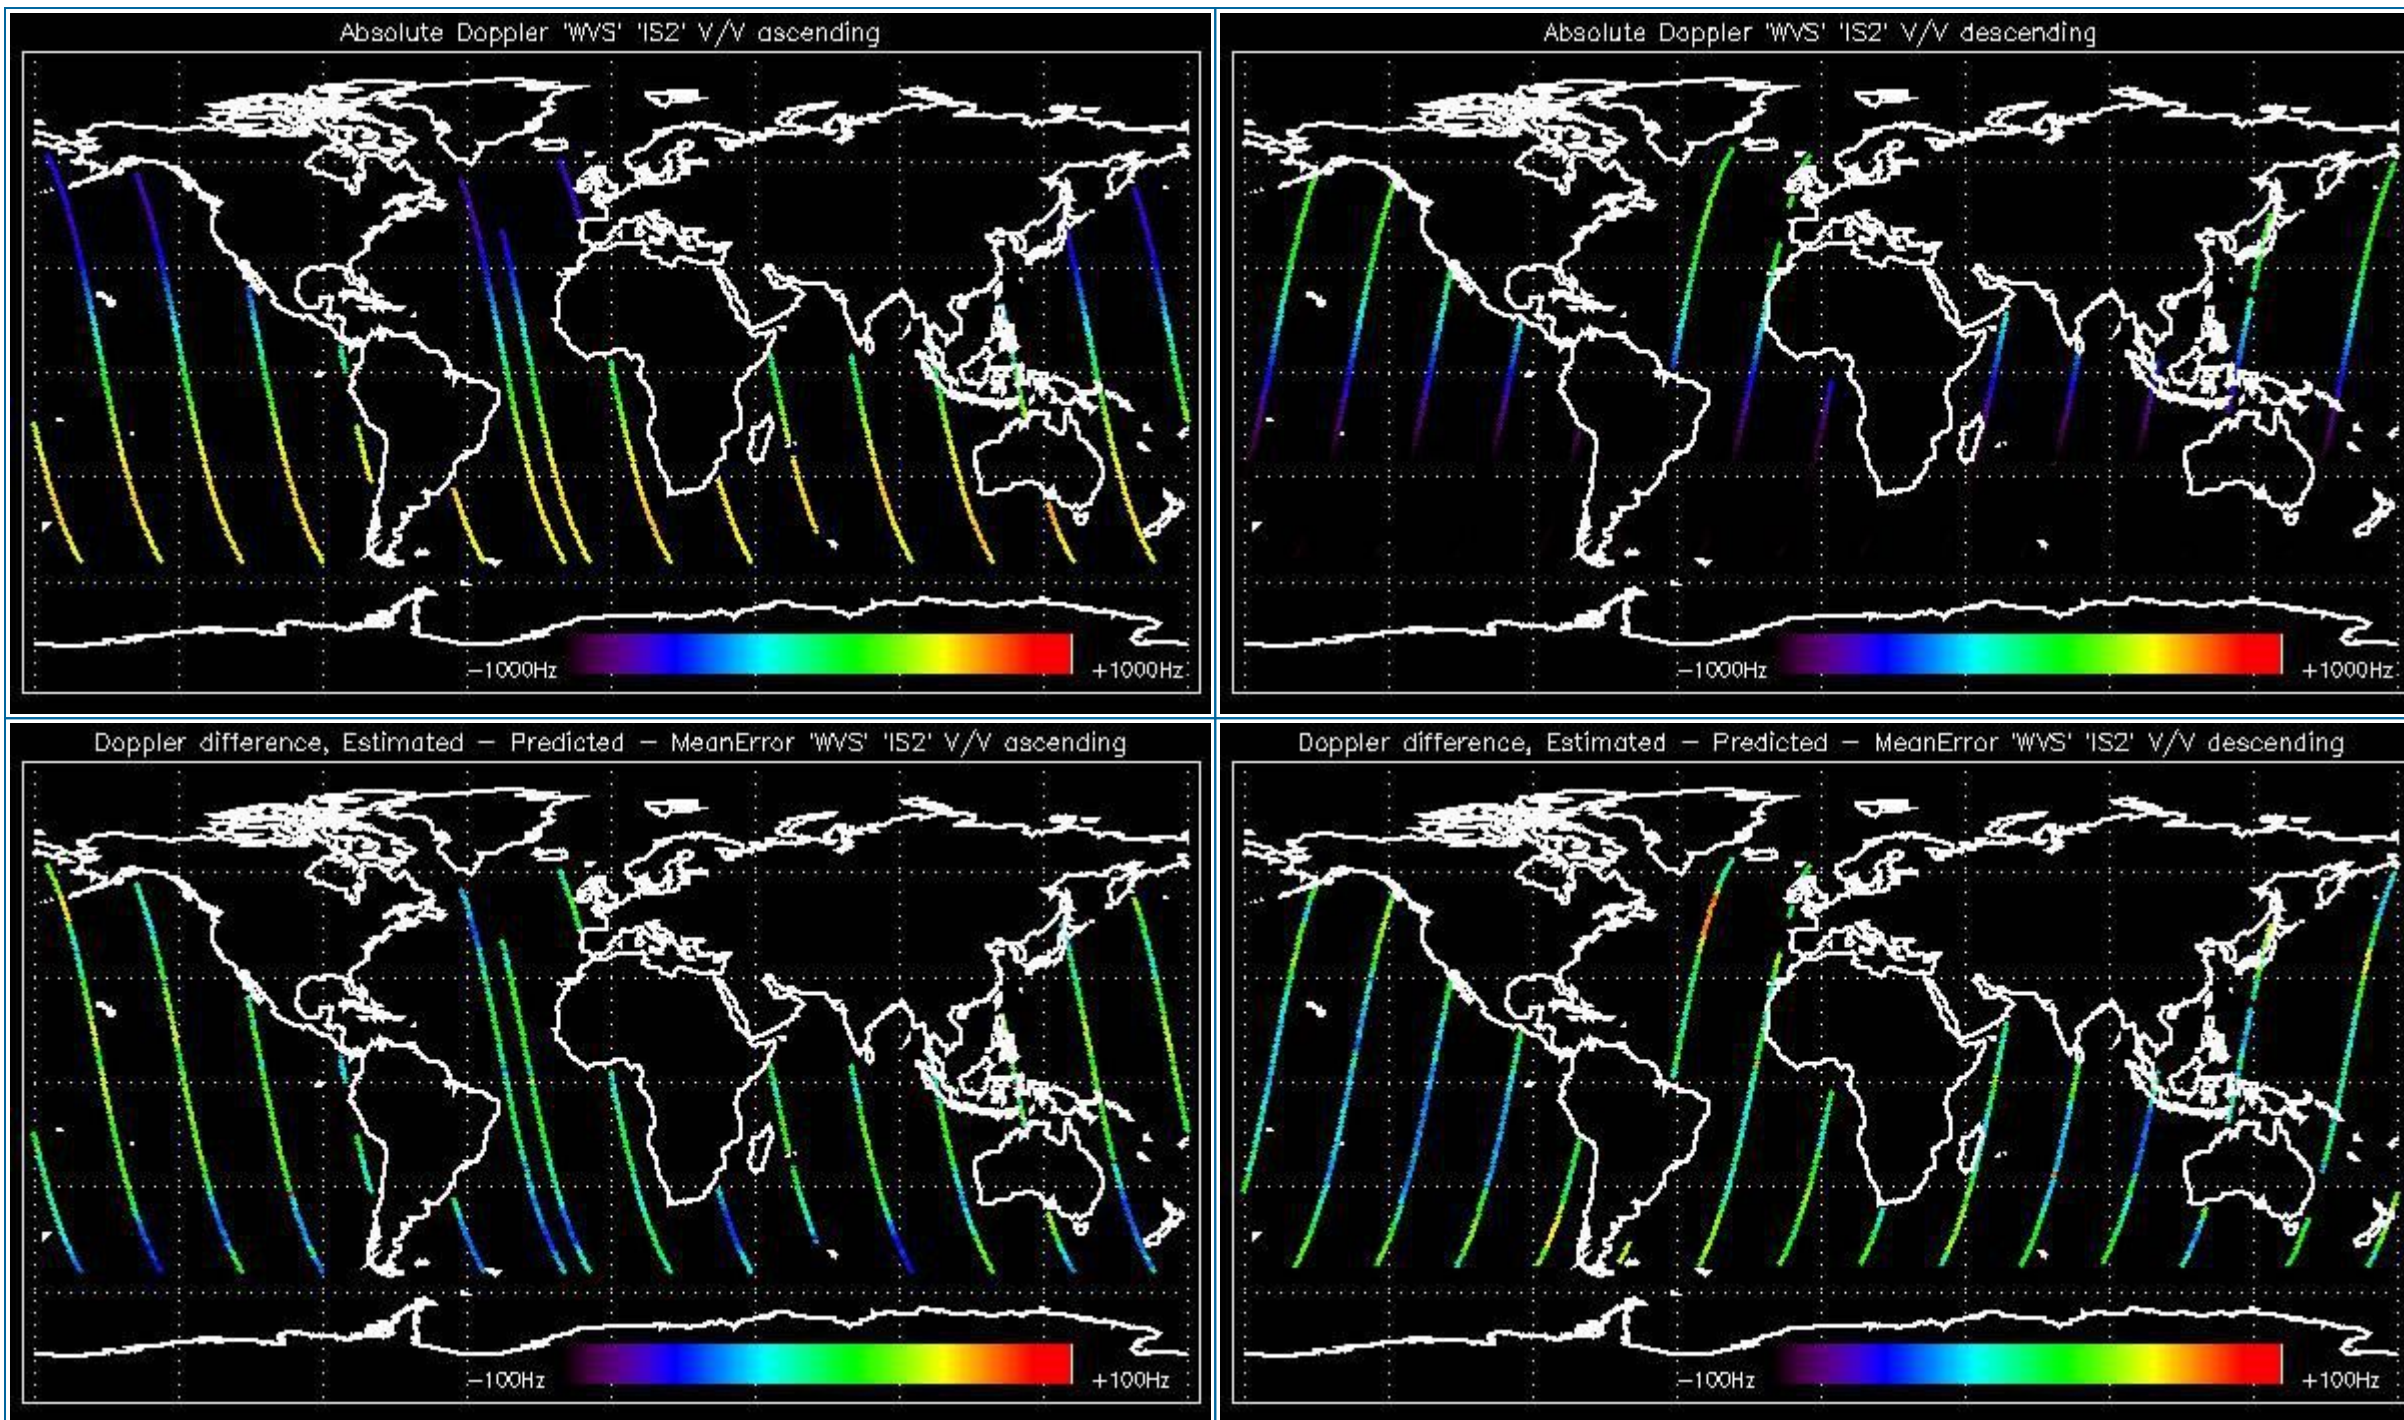 Absolute Doppler 'WVS' 'IS2' V/V ascending
-1000Hz
+1000Hz
Absolute Doppler 'WVS' 'IS2' V/V descending
-1000Hz
+1000Hz
Doppler difference, Estimated - Predicted - MeanError 'WVS' 'IS2' V/V ascending
-100Hz
+100Hz
Doppler difference, Estimated - Predicted - MeanError 'WVS' 'IS2' V/V descending
-100Hz
+100Hz